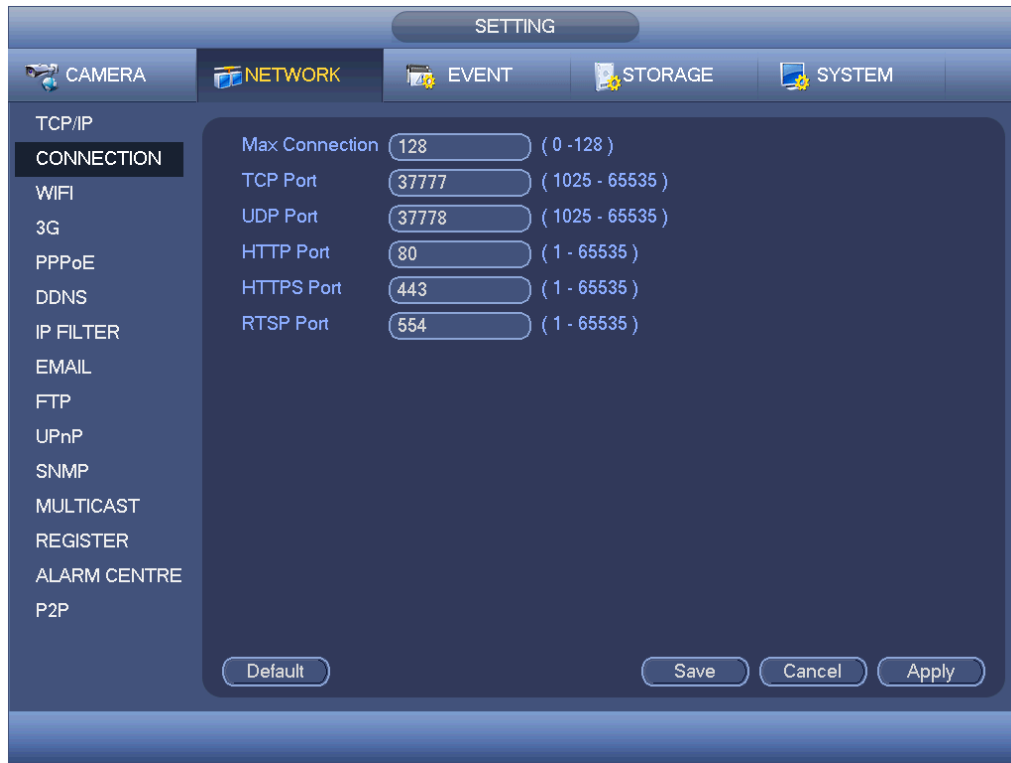 SETTING
CAMERA NETWORK EVENT STORAGE SYSTEM
TCP/IP
CONNECTION
WIFI
3G
PPPoE
DDNS
IP FILTER
EMAIL
FTP
UPnP
SNMP
MULTICAST
REGISTER
ALARM CENTRE
P2P
Max Connection 128 ( 0 -128 )
TCP Port 37777 ( 1025 - 65535 )
UDP Port 37778 ( 1025 - 65535 )
HTTP Port 80 ( 1 - 65535 )
HTTPS Port 443 ( 1 - 65535 )
RTSP Port 554 ( 1 - 65535 )
Default Save Cancel Apply